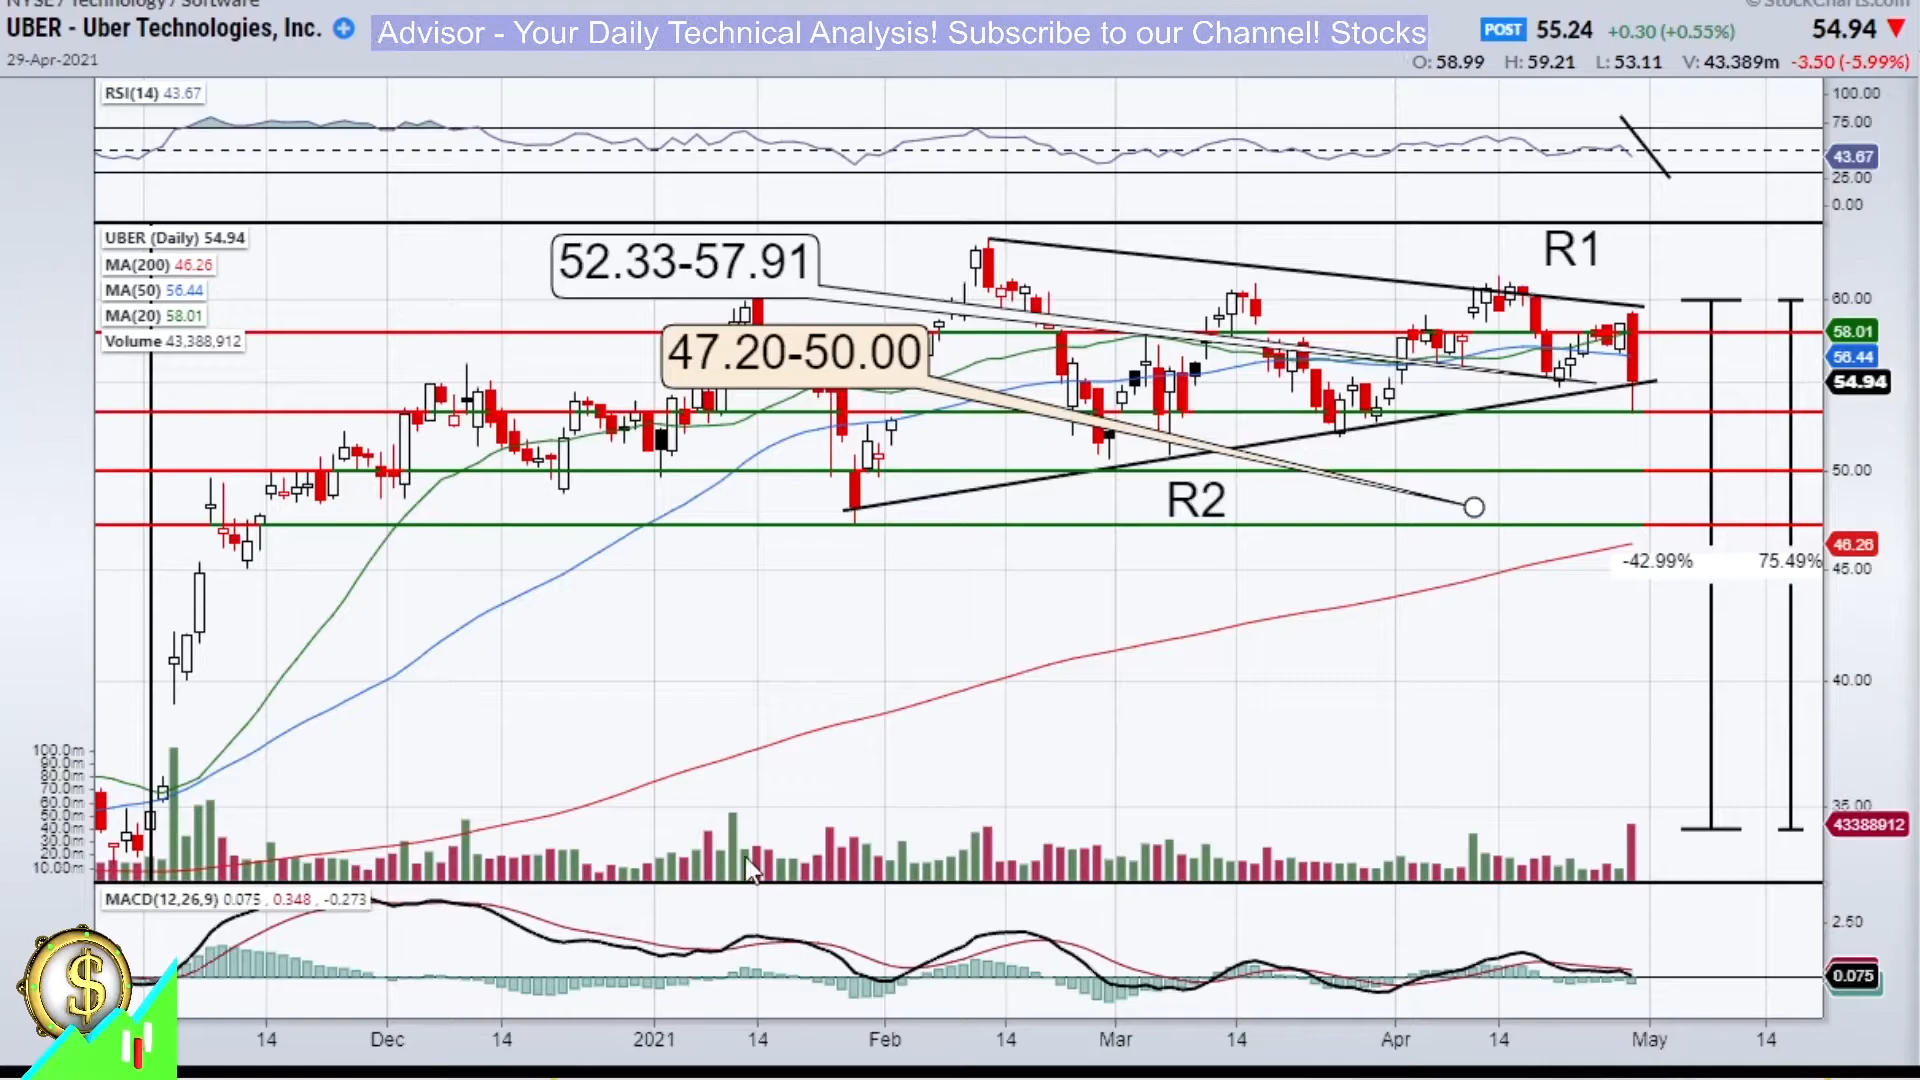 NYSE / Technology / Software
© StockCharts.com
UBER - Uber Technologies, Inc.
Advisor - Your Daily Technical Analysis! Subscribe to our Channel! Stocks
POST 55.24 +0.30 (+0.55%) 54.94
29-Apr-2021
O: 58.99 H: 59.21 L: 53.11 V: 43.389m -3.50 (-5.99%)
RSI(14) 43.67
100.00
75.00
43.67
25.00
0.00
UBER (Daily) 54.94
MA(200) 46.26
MA(50) 56.44
MA(20) 58.01
Volume 43,388,912
52.33-57.91
47.20-50.00
R1
R2
60.00
58.01
56.44
54.94
50.00
46.26
45.00
-42.99% 75.49%
40.00
35.00
43388912
100.0m
90.0m
80.0m
70.0m
60.0m
50.0m
40.0m
30.0m
20.0m
10.00m
MACD(12,26,9) 0.075, 0.348, -0.273
2.50
0.075
$
14 Dec 14 2021 14 Feb 14 Mar 14 Apr 14 May 14